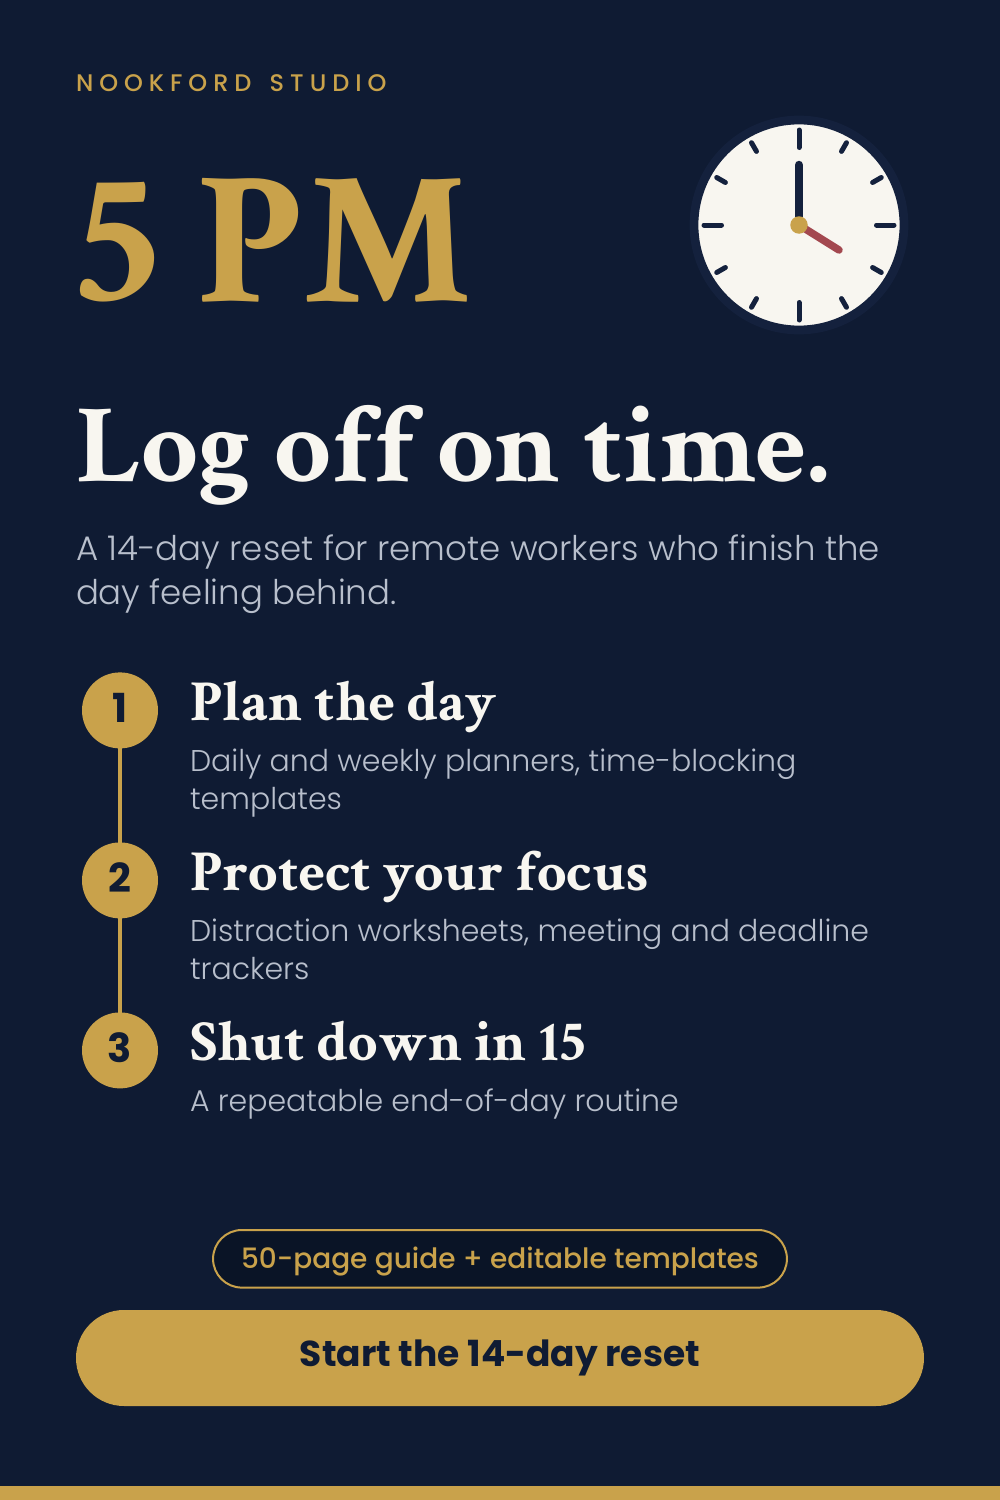 NOOKFORD STUDIO
5 PM
Log off on time.
A 14-day reset for remote workers who finish the
day feeling behind.
1
Plan the day
Daily and weekly planners, time-blocking
templates
2
Protect your focus
Distraction worksheets, meeting and deadline
trackers
3
Shut down in 15
A repeatable end-of-day routine
50-page guide + editable templates
Start the 14-day reset